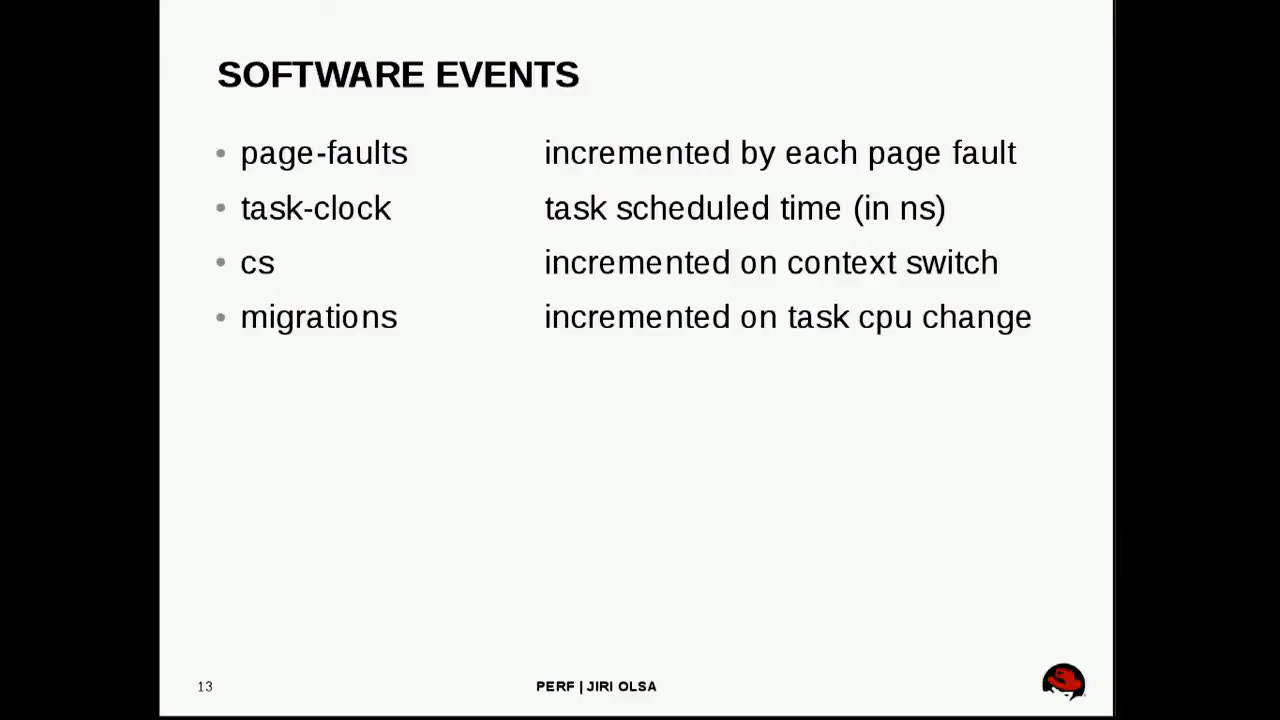 SOFTWARE EVENTS
• page-faults incremented by each page fault
• task-clock task scheduled time (in ns)
• cs incremented on context switch
• migrations incremented on task cpu change
13 PERF | JIRI OLSA